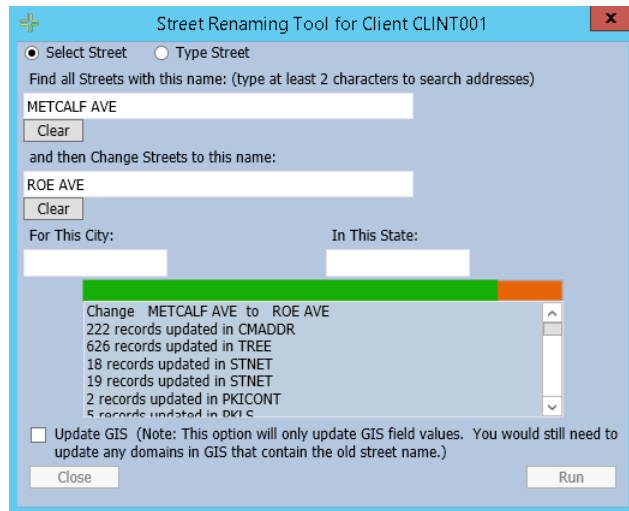 Street Renaming Tool for Client CLINT001
x
Select Street Type Street
Find all Streets with this name: (type at least 2 characters to search addresses)
METCALF AVE
Clear
and then Change Streets to this name:
ROE AVE
Clear
For This City: In This State:
Change METCALF AVE to ROE AVE
222 records updated in CMADDR
626 records updated in TREE
18 records updated in STNET
19 records updated in STNET
2 records updated in PKICONT
5 records updated in PKLS
Update GIS (Note: This option will only update GIS field values. You would still need to
update any domains in GIS that contain the old street name.)
Close Run